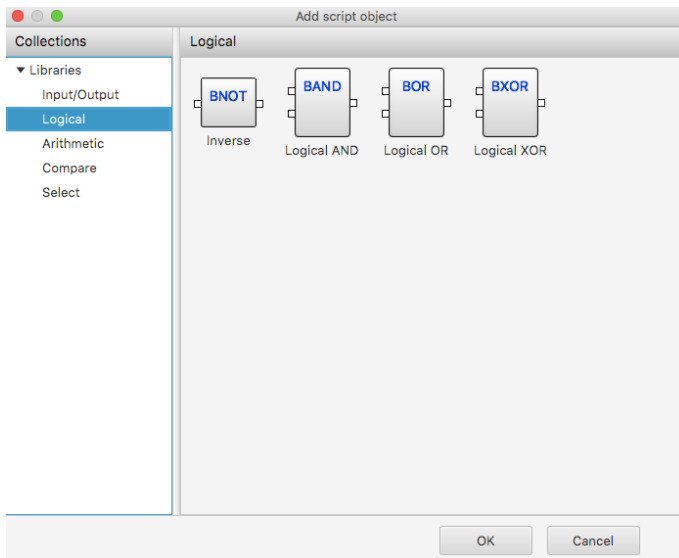 Add script object
Collections
Logical
Libraries
Input/Output
Logical
Arithmetic
Compare
Select
BNOT
BAND
BOR
BXOR
Inverse
Logical AND
Logical OR
Logical XOR
OK
Cancel